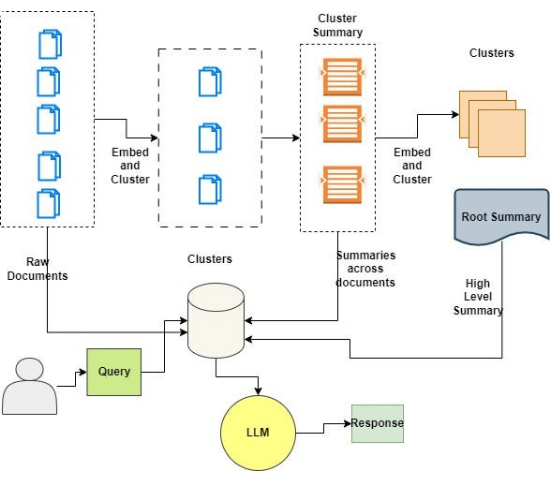 Cluster
Summary
Clusters
Embed
and
Cluster
Embed
and
Cluster
Root Summary
Raw
Documents
Clusters
Summaries
across
documents
High
Level
Summary
Query
LLM
Response